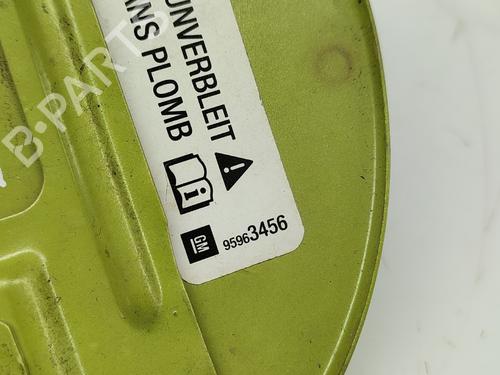 UNVERBLEIT
ANS PLOMB
GM
95963456
B-PARTS